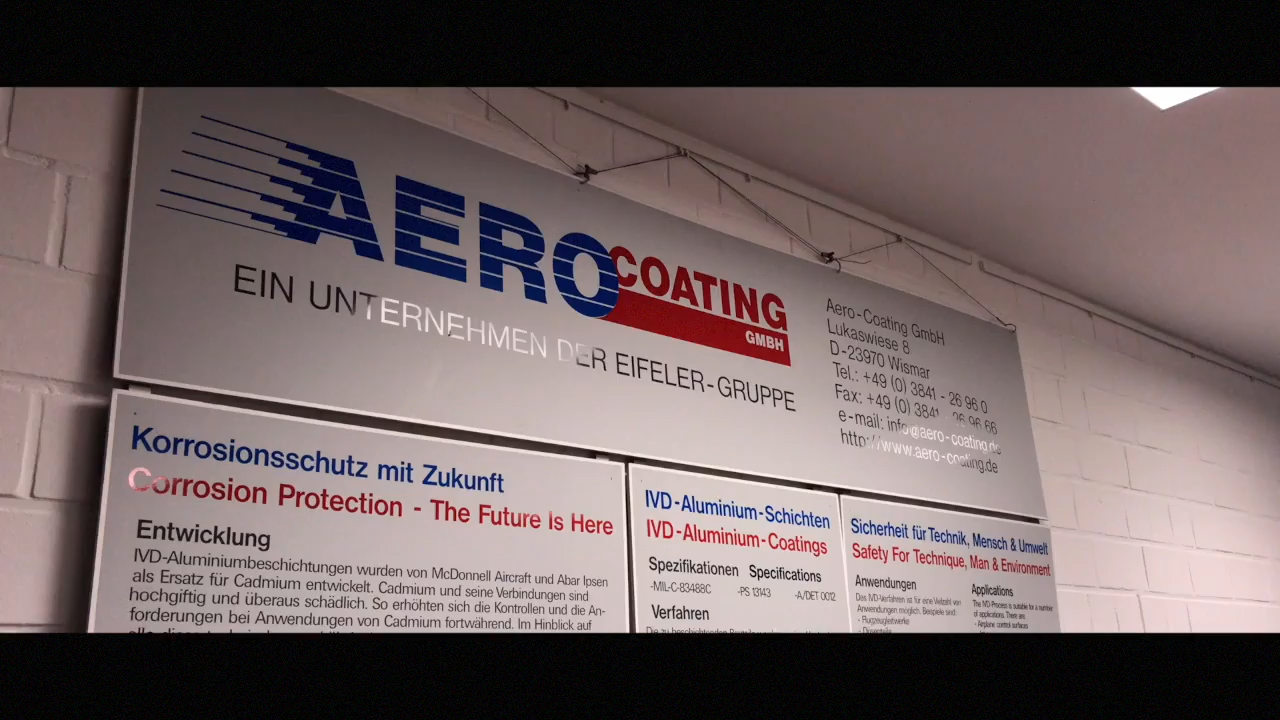 AERO COATING
GMBH
EIN UNTERNEHMEN DER EIFELER-GRUPPE
Aero-Coating GmbH
Lukaswiese 8
D-23970 Wismar
Tel.: +49 (0) 3841 - 26 96 0
Fax: +49 (0) 3841 - 26 96 66
e-mail: info@aero-coating.de
http://www.aero-coating.de
Korrosionsschutz mit Zukunft
Corrosion Protection - The Future Is Here
Entwicklung
IVD-Aluminiumbeschichtungen wurden von McDonnell Aircraft und Abar Ipsen
als Ersatz für Cadmium entwickelt. Cadmium und seine Verbindungen sind
hochgiftig und überaus schädlich. So erhöhten sich die Kontrollen und die An-
forderungen bei Anwendungen von Cadmium fortwährend. Im Hinblick auf
IVD-Aluminium-Schichten
IVD-Aluminium-Coatings
Spezifikationen Specifications
-MIL-C-83488C -PS 13143 -A/DET 0012
Verfahren
Sicherheit für Technik, Mensch & Umwelt
Safety For Technique, Man & Environment
Anwendungen
Das IVD-Verfahren ist für eine Vielzahl von
Anwendungen möglich. Beispiele sind:
- Flugzeugleitwerke
- Düsenteile
Applications
The IVD-Process is suitable for a number
of applications. There are
- Airplane control surfaces